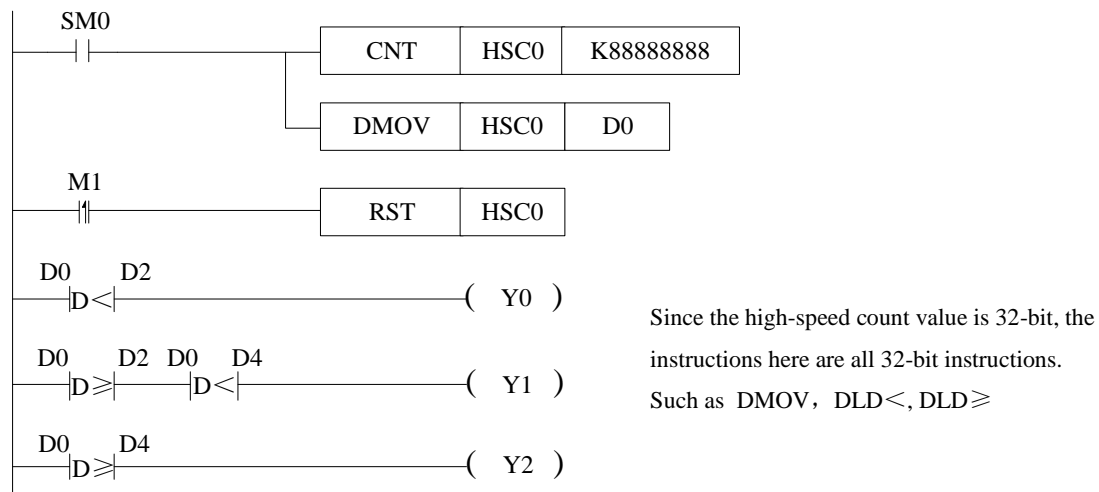 SM0
CNT HSC0 K88888888
DMOV HSC0 D0
M1
RST HSC0
D0 D2
D< ( Y0 )
D0 D2 D0 D4
D≥ D< ( Y1 )
D0 D4
D≥ ( Y2 )
Since the high-speed count value is 32-bit, the
instructions here are all 32-bit instructions.
Such as DMOV，DLD＜, DLD≥